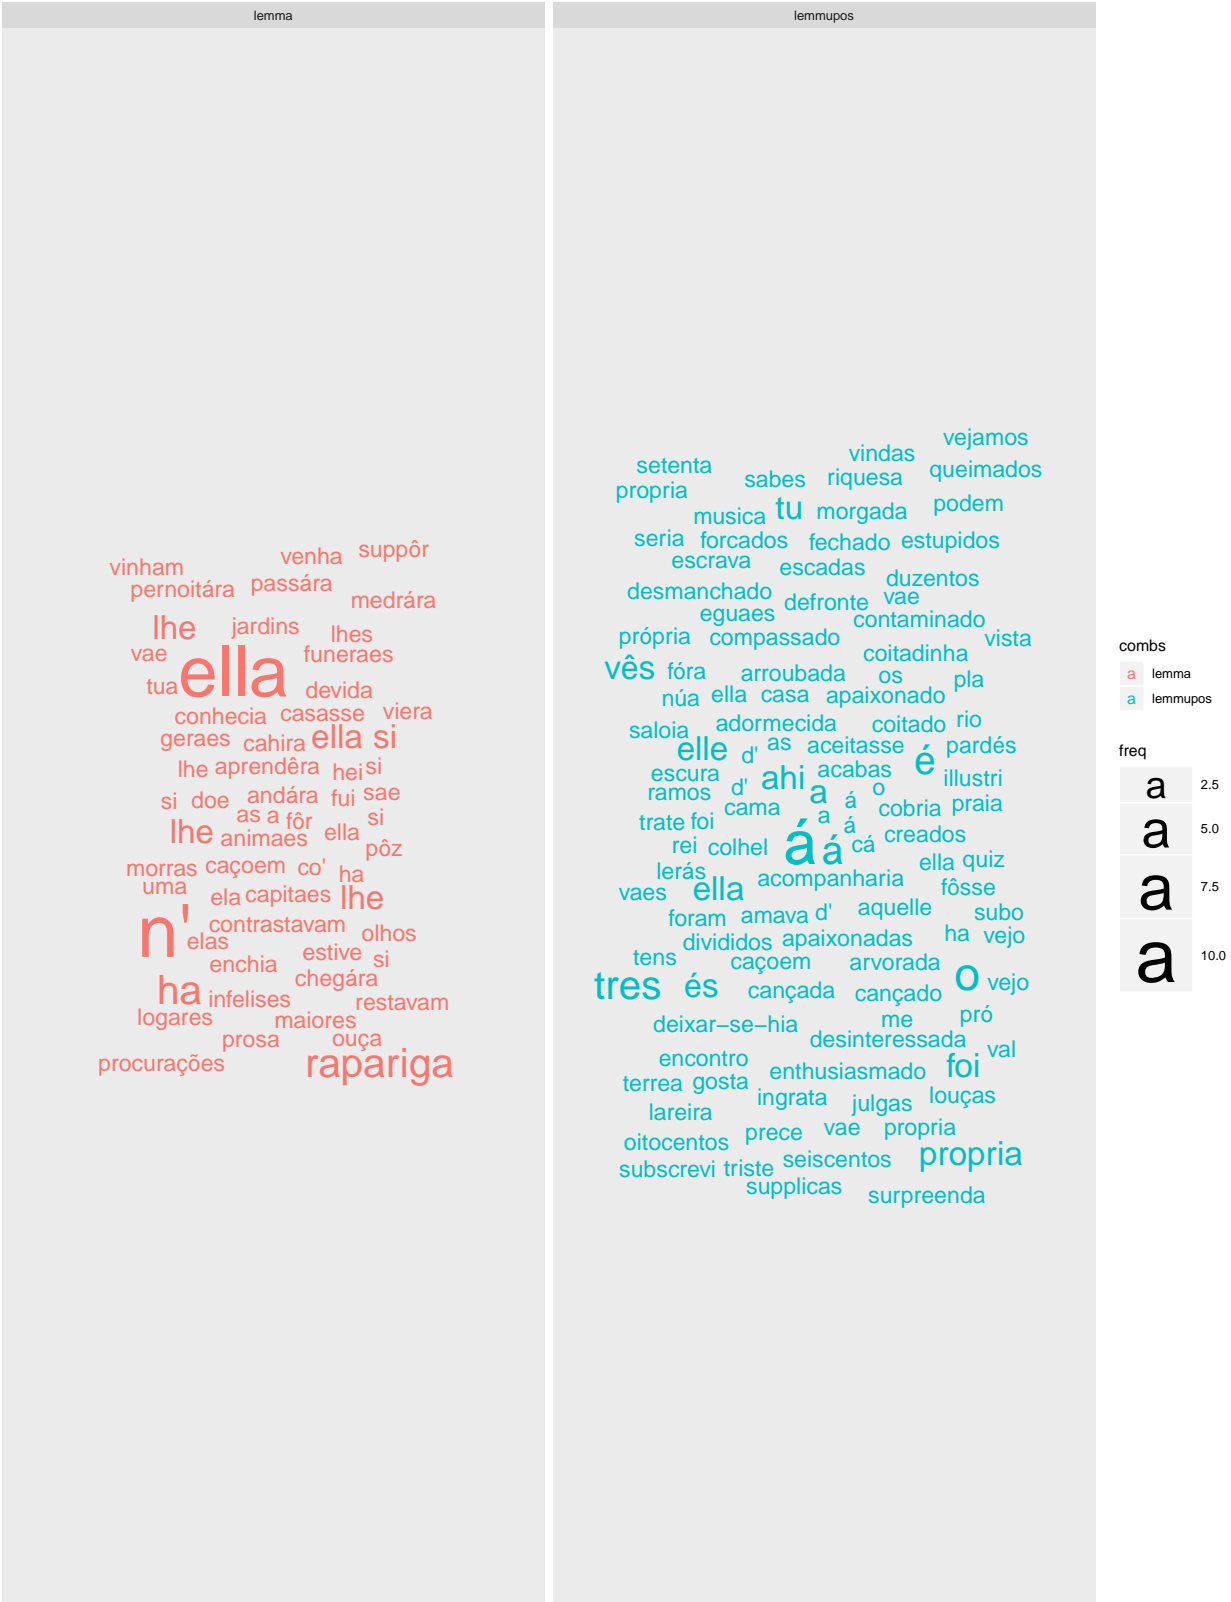 lemma
vinham venha suppôr
pernoitára passára
medrára
lhe jardins lhes
vae ella funeraes
tua devida
conhecia casasse viera
geraes cahira ella si
lhe aprendêra hei si
si doe andára fui sae
as a fôr si
lhe animaes ella
pôz
morras caçoem co' ha
uma ela capitaes lhe
n' contrastavam
elas olhos
enchia estive si
chegára
ha infelises restavam
logares maiores
prosa ouça
procurações rapariga
lemmupos
vejamos
vindas
setenta sabes riquesa queimados
propria
musica tu morgada podem
seria forcados fechado estupidos
escrava escadas
duzentos
desmanchado defronte vae
eguaes contaminado
própria compassado vista
coitadinha
vês fóra arroubada os pla
núa ella casa apaixonado
saloia adormecida coitado rio
elle d' as aceitasse é pardés
escura ahi acabas illustri
ramos d' a á o
cama a cobria praia
trate foi á
rei colhel á á cá creados
ella quiz
lerás acompanharia
vaes ella fôsse
foram amava d' aquelle subo
divididos apaixonadas ha vejo
tens caçoem arvorada
tres és cançada cançado o vejo
deixar–se–hia me pró
desinteressada
encontro val
terrea gosta enthusiasmado foi
ingrata julgas louças
lareira
oitocentos prece vae propria
subscrevi triste seiscentos propria
supplicas surpreenda
combs
a lemma
a lemmupos
freq
a 2.5
a 5.0
a 7.5
a 10.0